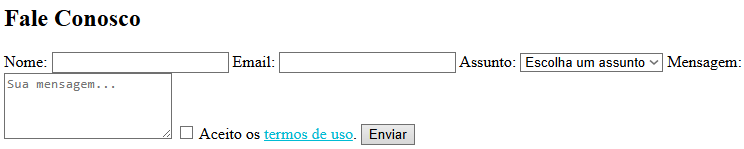 Fale Conosco
Nome: Email: Assunto: Escolha um assunto Mensagem:
Sua mensagem...
Aceito os termos de uso. Enviar